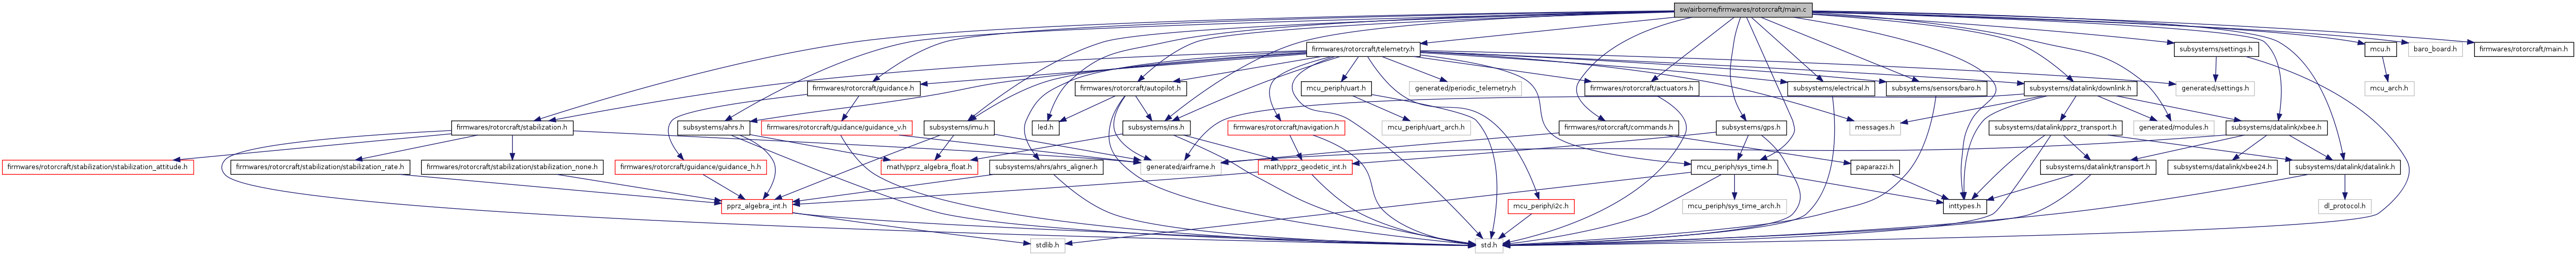 sw/airborne/firmwares/rotorcraft/main.c
firmwares/rotorcraft/telemetry.h
subsystems/settings.h
mcu.h
baro_board.h
firmwares/rotorcraft/main.h
firmwares/rotorcraft/guidance.h
firmwares/rotorcraft/autopilot.h
mcu_periph/uart.h
generated/periodic_telemetry.h
firmwares/rotorcraft/actuators.h
subsystems/electrical.h
subsystems/sensors/baro.h
subsystems/datalink/downlink.h
generated/settings.h
mcu_arch.h
firmwares/rotorcraft/stabilization.h
subsystems/ahrs.h
firmwares/rotorcraft/guidance/guidance_v.h
subsystems/imu.h
led.h
subsystems/ins.h
firmwares/rotorcraft/navigation.h
mcu_periph/uart_arch.h
firmwares/rotorcraft/commands.h
subsystems/gps.h
messages.h
subsystems/datalink/pprz_transport.h
generated/modules.h
subsystems/datalink/xbee.h
firmwares/rotorcraft/stabilization/stabilization_attitude.h
firmwares/rotorcraft/stabilization/stabilization_rate.h
firmwares/rotorcraft/stabilization/stabilization_none.h
firmwares/rotorcraft/guidance/guidance_h.h
math/pprz_algebra_float.h
subsystems/ahrs/ahrs_aligner.h
generated/airframe.h
math/pprz_geodetic_int.h
mcu_periph/sys_time.h
paparazzi.h
subsystems/datalink/transport.h
subsystems/datalink/xbee24.h
subsystems/datalink/datalink.h
pprz_algebra_int.h
mcu_periph/i2c.h
mcu_periph/sys_time_arch.h
inttypes.h
dl_protocol.h
stdlib.h
std.h